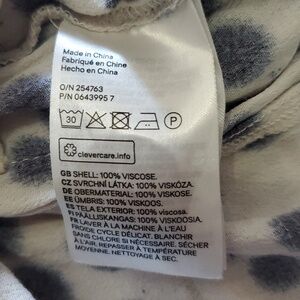 Made in China
Fabriqué en Chine
Hecho en China
O/N 254763
P/N 0643995 7
30 P
clevercare.info
GB SHELL: 100% VISCOSE.
CZ SVRCHNÍ LÁTKA: 100% VISKÓZA.
DE OBERMATERIAL: 100% VISKOSE.
EE ÜMBRIS: 100% VISKOOS.
ES TELA EXTERIOR: 100% viscosa.
FI PÄÄLLISKANGAS: 100% VISKOOSIA.
FR LAVER À LA MACHINE À L'EAU
FROIDE CYCLE DÉLICAT. BLANCHIR
SANS CHLORE SI NÉCESSAIRE. SÉCHER
À L'AIR. REPASSER À TEMPÉRATURE
MOYENNE. NETTOYAGE À SEC.